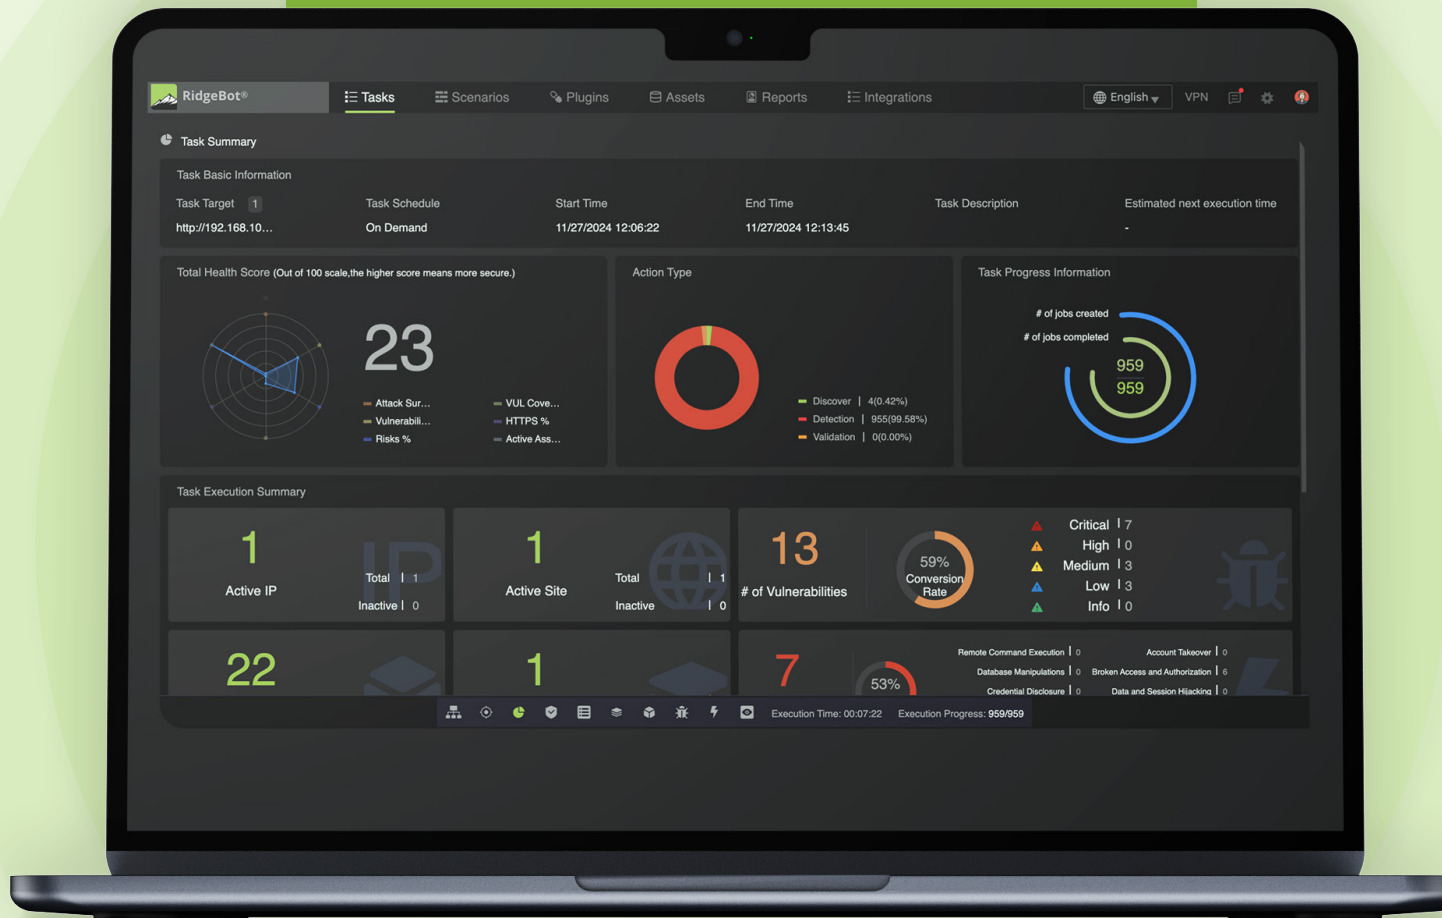 RidgeBot®
Tasks
Scenarios
Plugins
Assets
Reports
Integrations
English
VPN
Task Summary
Task Basic Information
Task Target 1
http://192.168.10...
Task Schedule
On Demand
Start Time
11/27/2024 12:06:22
End Time
11/27/2024 12:13:45
Task Description
Estimated next execution time
-
Total Health Score (Out of 100 scale,the higher score means more secure.)
23
Attack Sur...
VUL Cove...
Vulnerabili...
HTTPS %
Risks %
Active Ass...
Action Type
Discover | 4(0.42%)
Detection | 955(99.58%)
Validation | 0(0.00%)
Task Progress Information
# of jobs created
# of jobs completed
959
959
Task Execution Summary
1
Active IP
IP
Total | 1
Inactive | 0
1
Active Site
Total | 1
Inactive | 0
13
# of Vulnerabilities
59%
Conversion
Rate
Critical | 7
High | 0
Medium | 3
Low | 3
Info | 0
22
1
7
53%
Remote Command Execution | 0
Account Takeover | 0
Database Manipulations | 0
Broken Access and Authorization | 6
Credential Disclosure | 0
Data and Session Hijacking | 0
Execution Time: 00:07:22
Execution Progress: 959/959